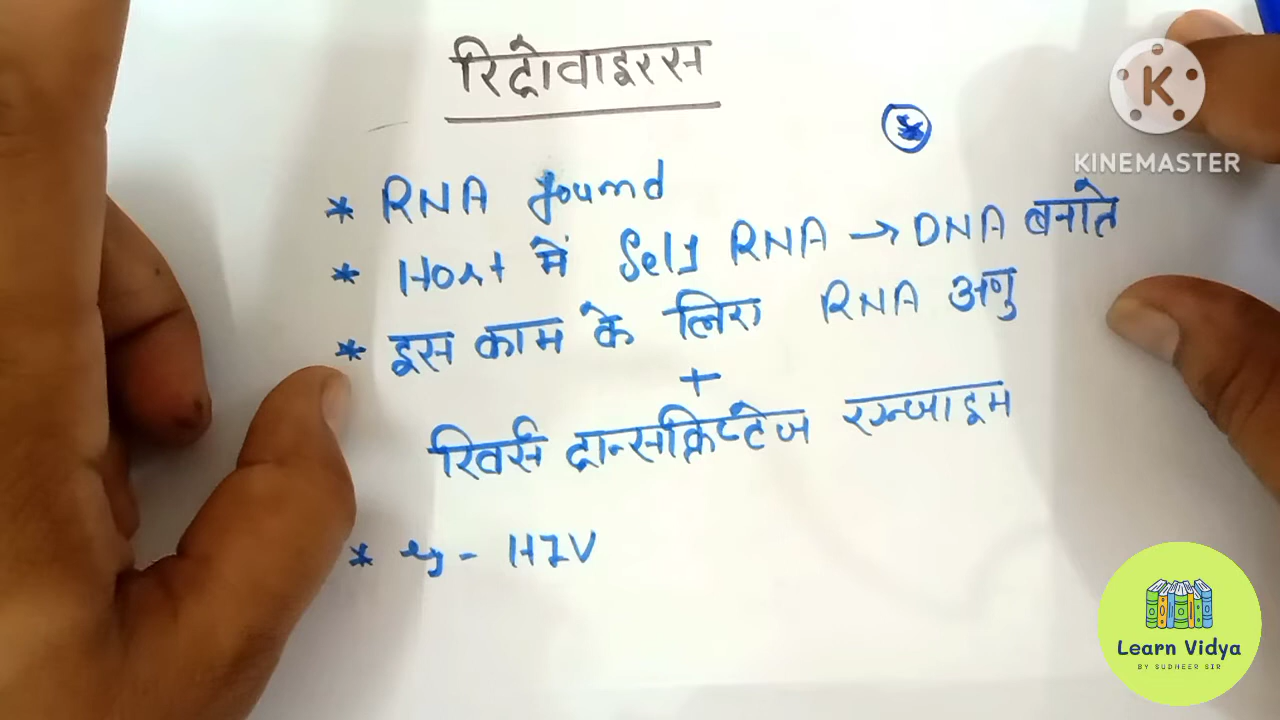 रिट्रोवाइरस
* RNA found
* Host में Self RNA → DNA बनाते
* इस काम के लिए RNA अणु
+
रिवर्स ट्रान्सक्रिप्टेज एन्जाइम
* eg - HIV
K
KINEMASTER
Learn Vidya
BY SUDHEER SIR